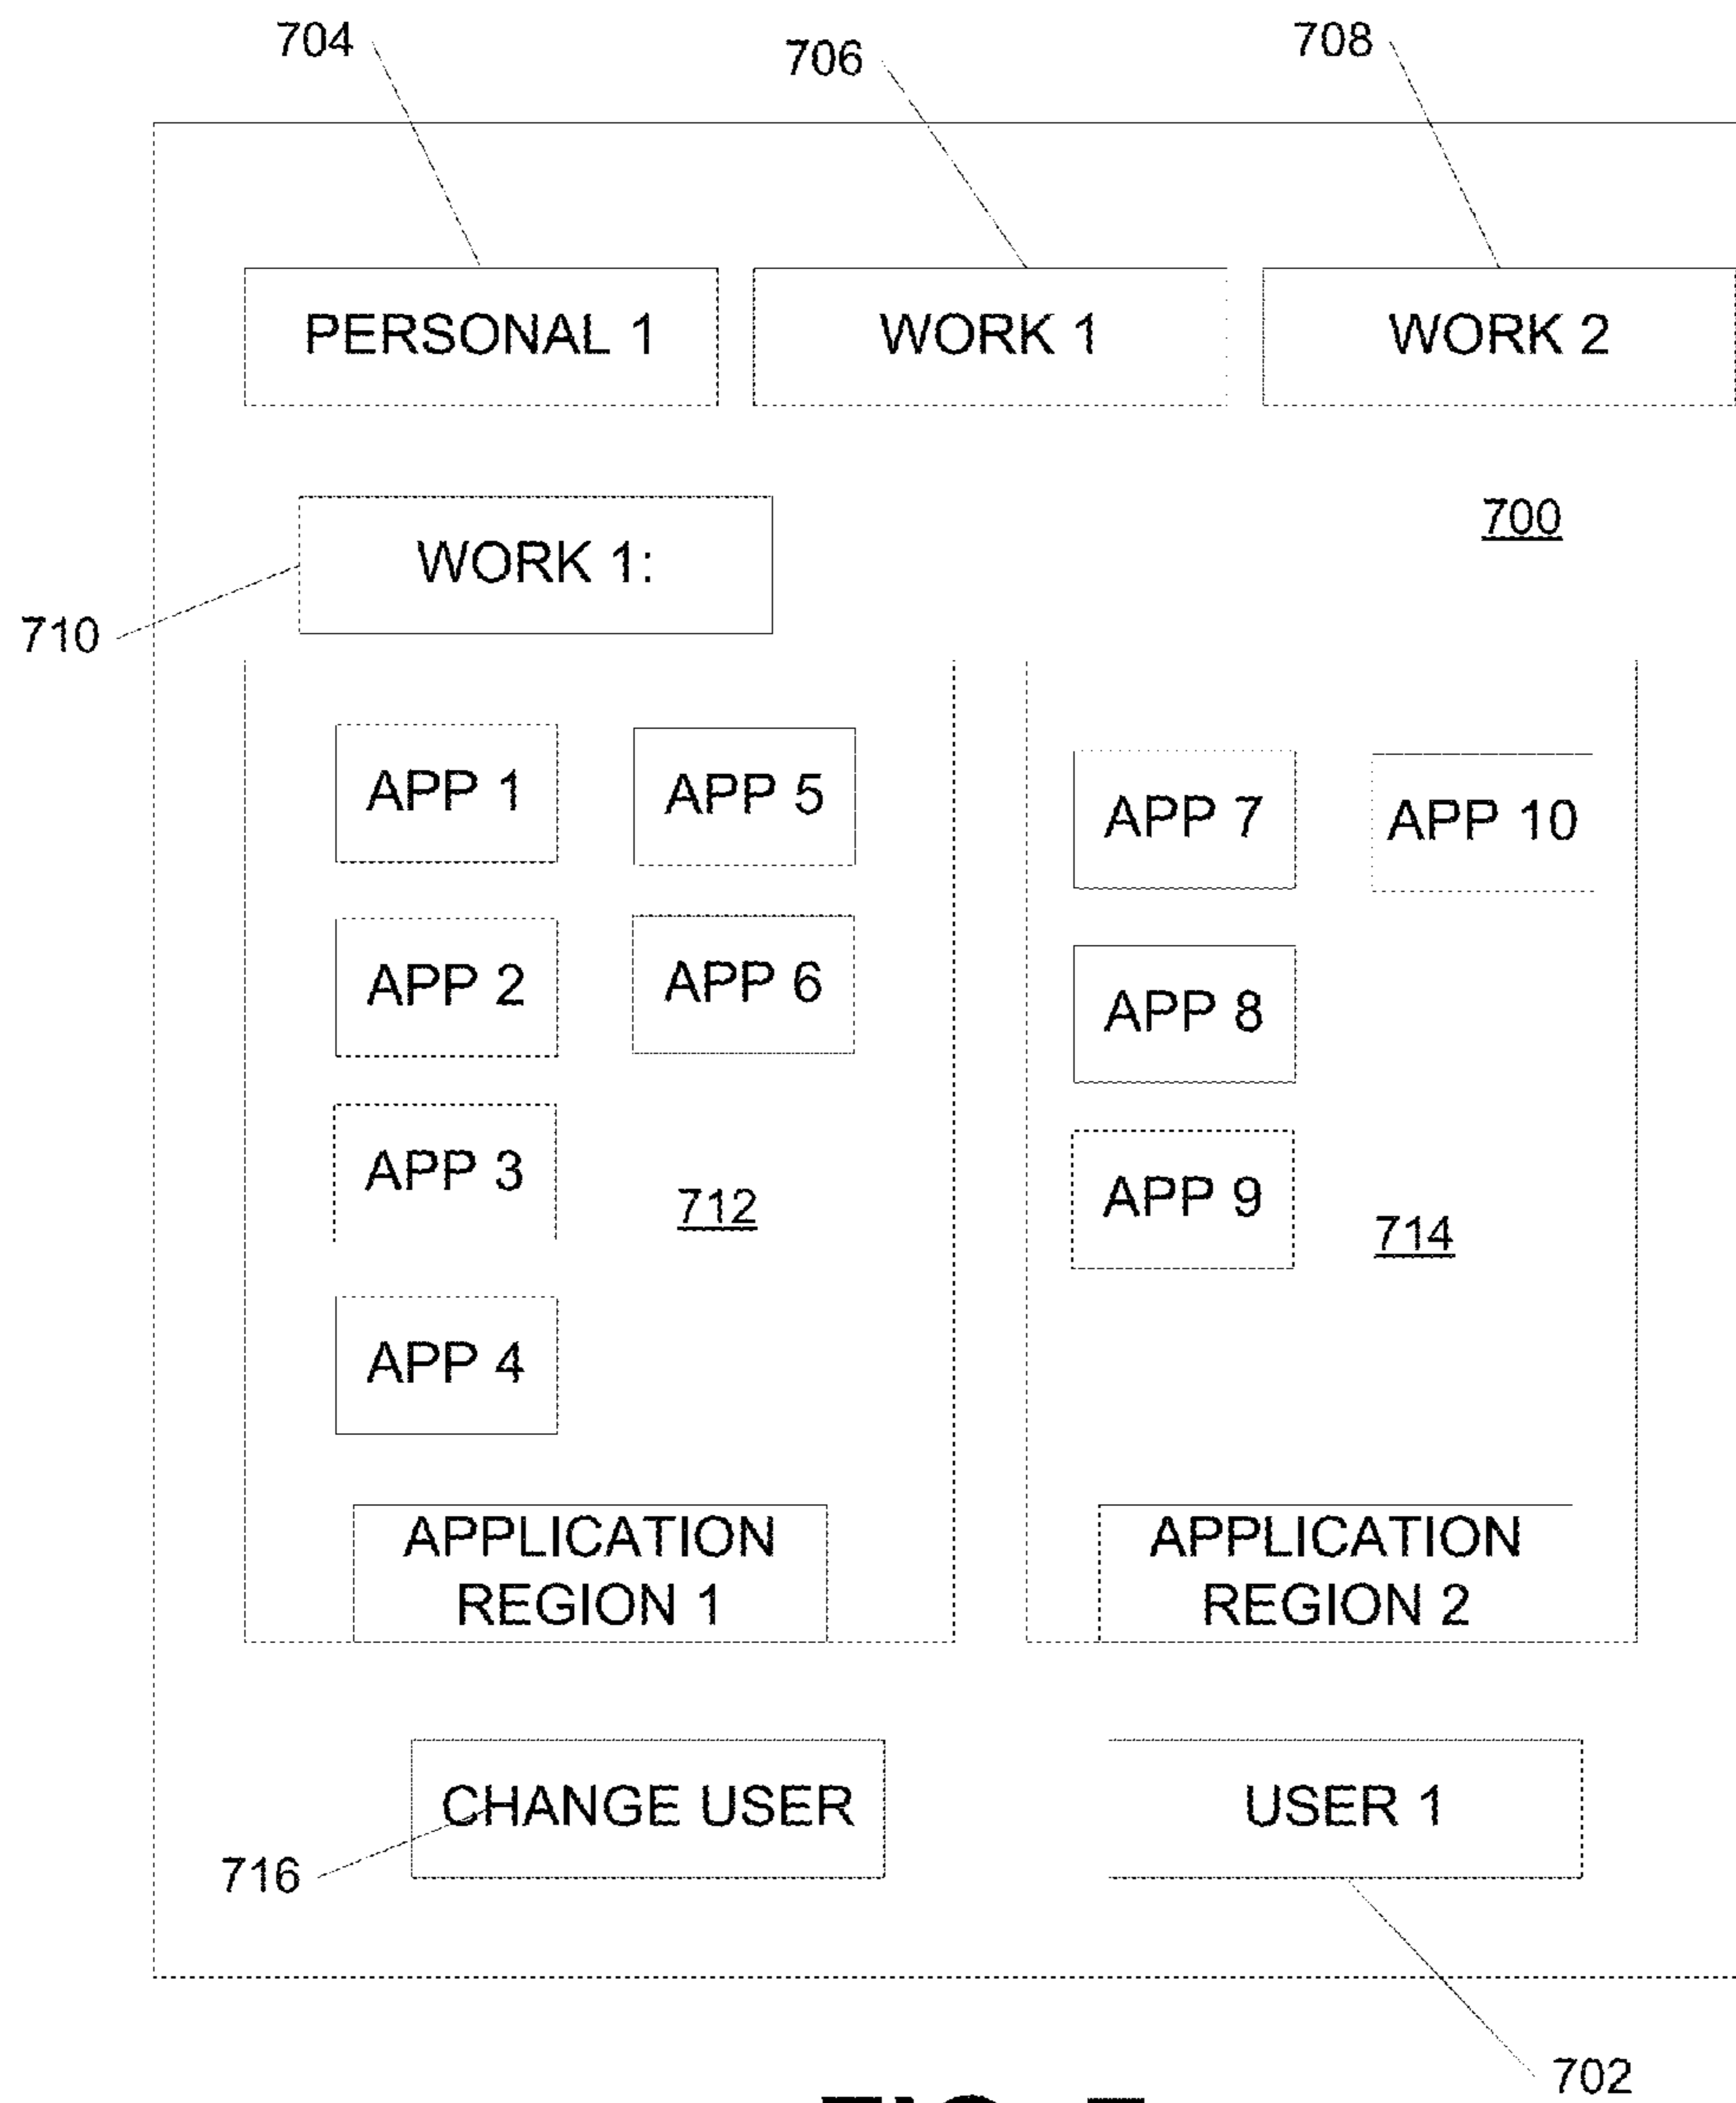 704
706
708
PERSONAL 1
WORK 1
WORK 2
700
WORK 1:
710
APP 1
APP 5
APP 7
APP 10
APP 2
APP 6
APP 8
APP 3
712
APP 9
714
APP 4
APPLICATION
REGION 1
APPLICATION
REGION 2
CHANGE USER
USER 1
716
702